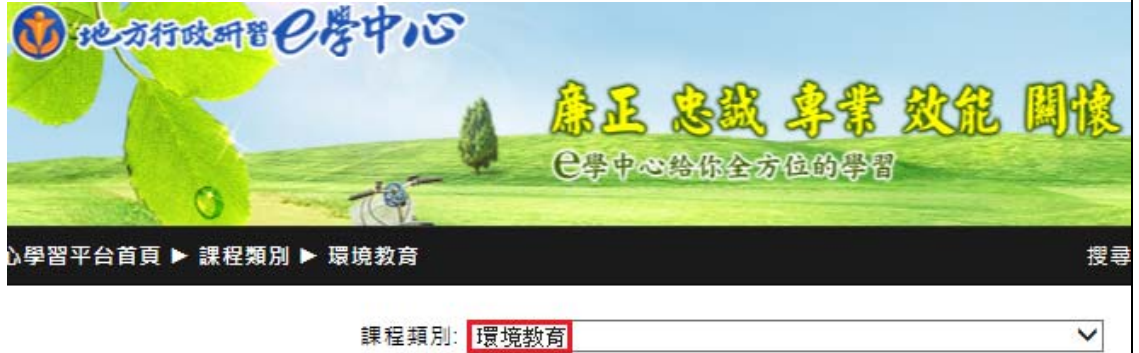 地方行政研習e學中心
廉正 忠誠 專業 效能 關懷
e學中心給你全方位的學習
心學習平台首頁 ► 課程類別 ► 環境教育
搜尋
課程類別: 環境教育